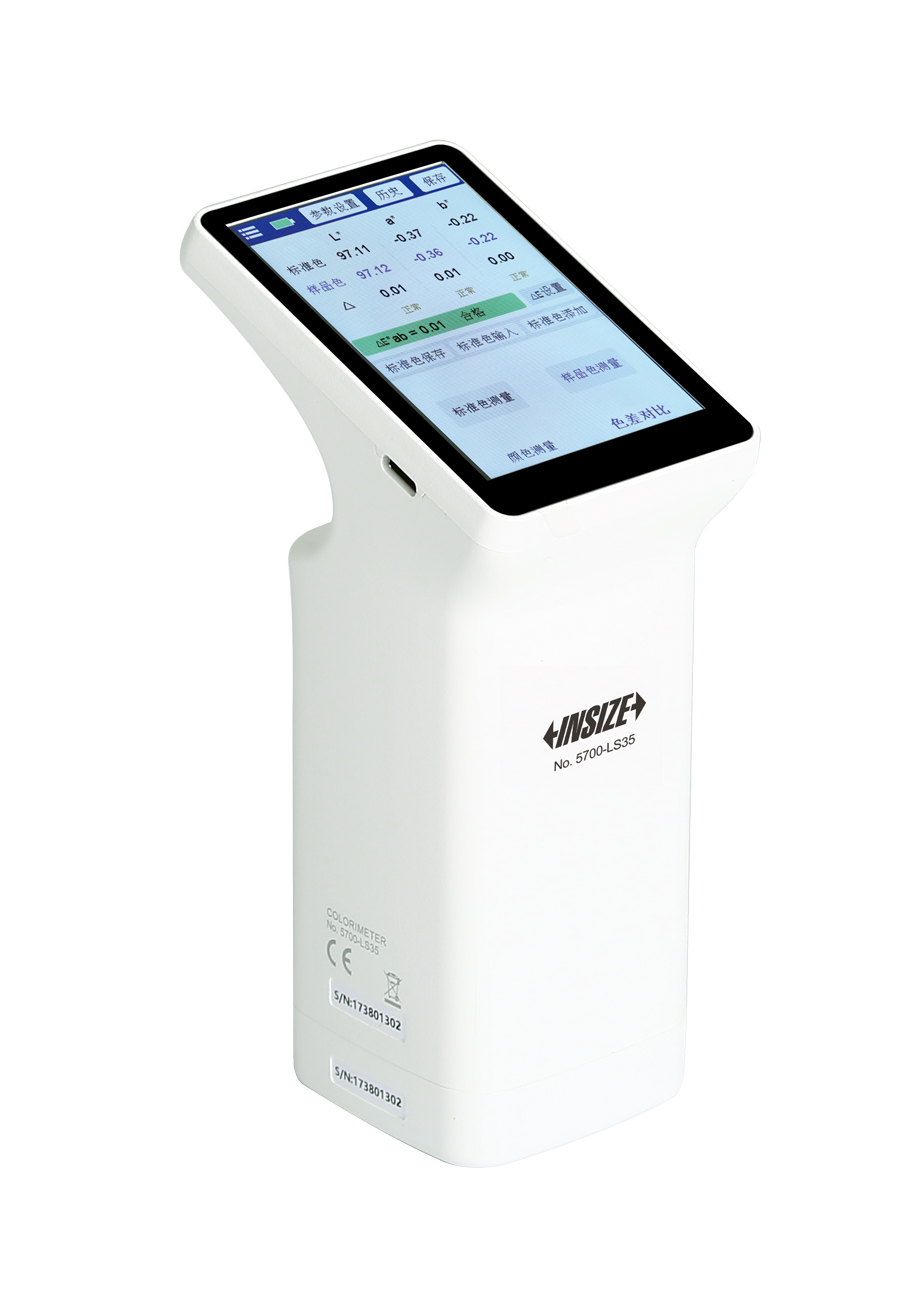 参数设置 历史 保存
L* a* b*
标准色 97.11 -0.37 -0.22
样品色 97.12 -0.36 -0.22
△ 0.01 0.01 0.00
正常 正常 正常
△E*ab = 0.01 合格 △E设置
标准色保存 标准色输入 标准色添加
标准色测量 样品色测量
颜色测量 色差对比
INSIZE
No. 5700-LS35
COLORIMETER
No. 5700-LS35
CE
S/N:173801302
S/N:173801302